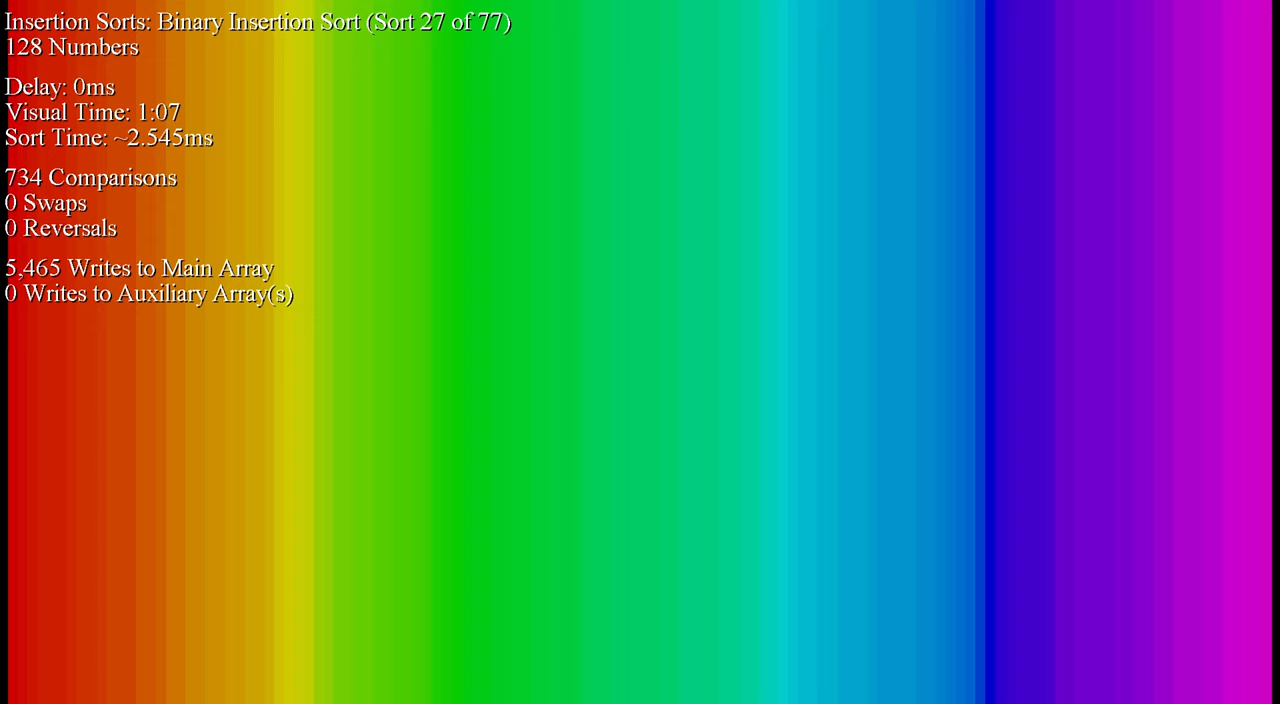 Insertion Sorts: Binary Insertion Sort (Sort 27 of 77)
128 Numbers
Delay: 0ms
Visual Time: 1:07
Sort Time: ~2.545ms
734 Comparisons
0 Swaps
0 Reversals
5,465 Writes to Main Array
0 Writes to Auxiliary Array(s)